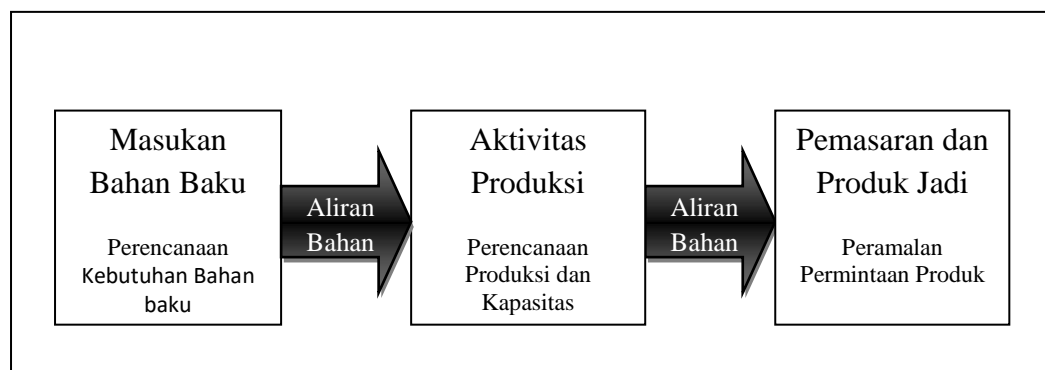 Masukan
Bahan Baku
Perencanaan
Kebutuhan Bahan
baku
Aliran
Bahan
Aktivitas
Produksi
Perencanaan
Produksi dan
Kapasitas
Aliran
Bahan
Pemasaran dan
Produk Jadi
Peramalan
Permintaan Produk